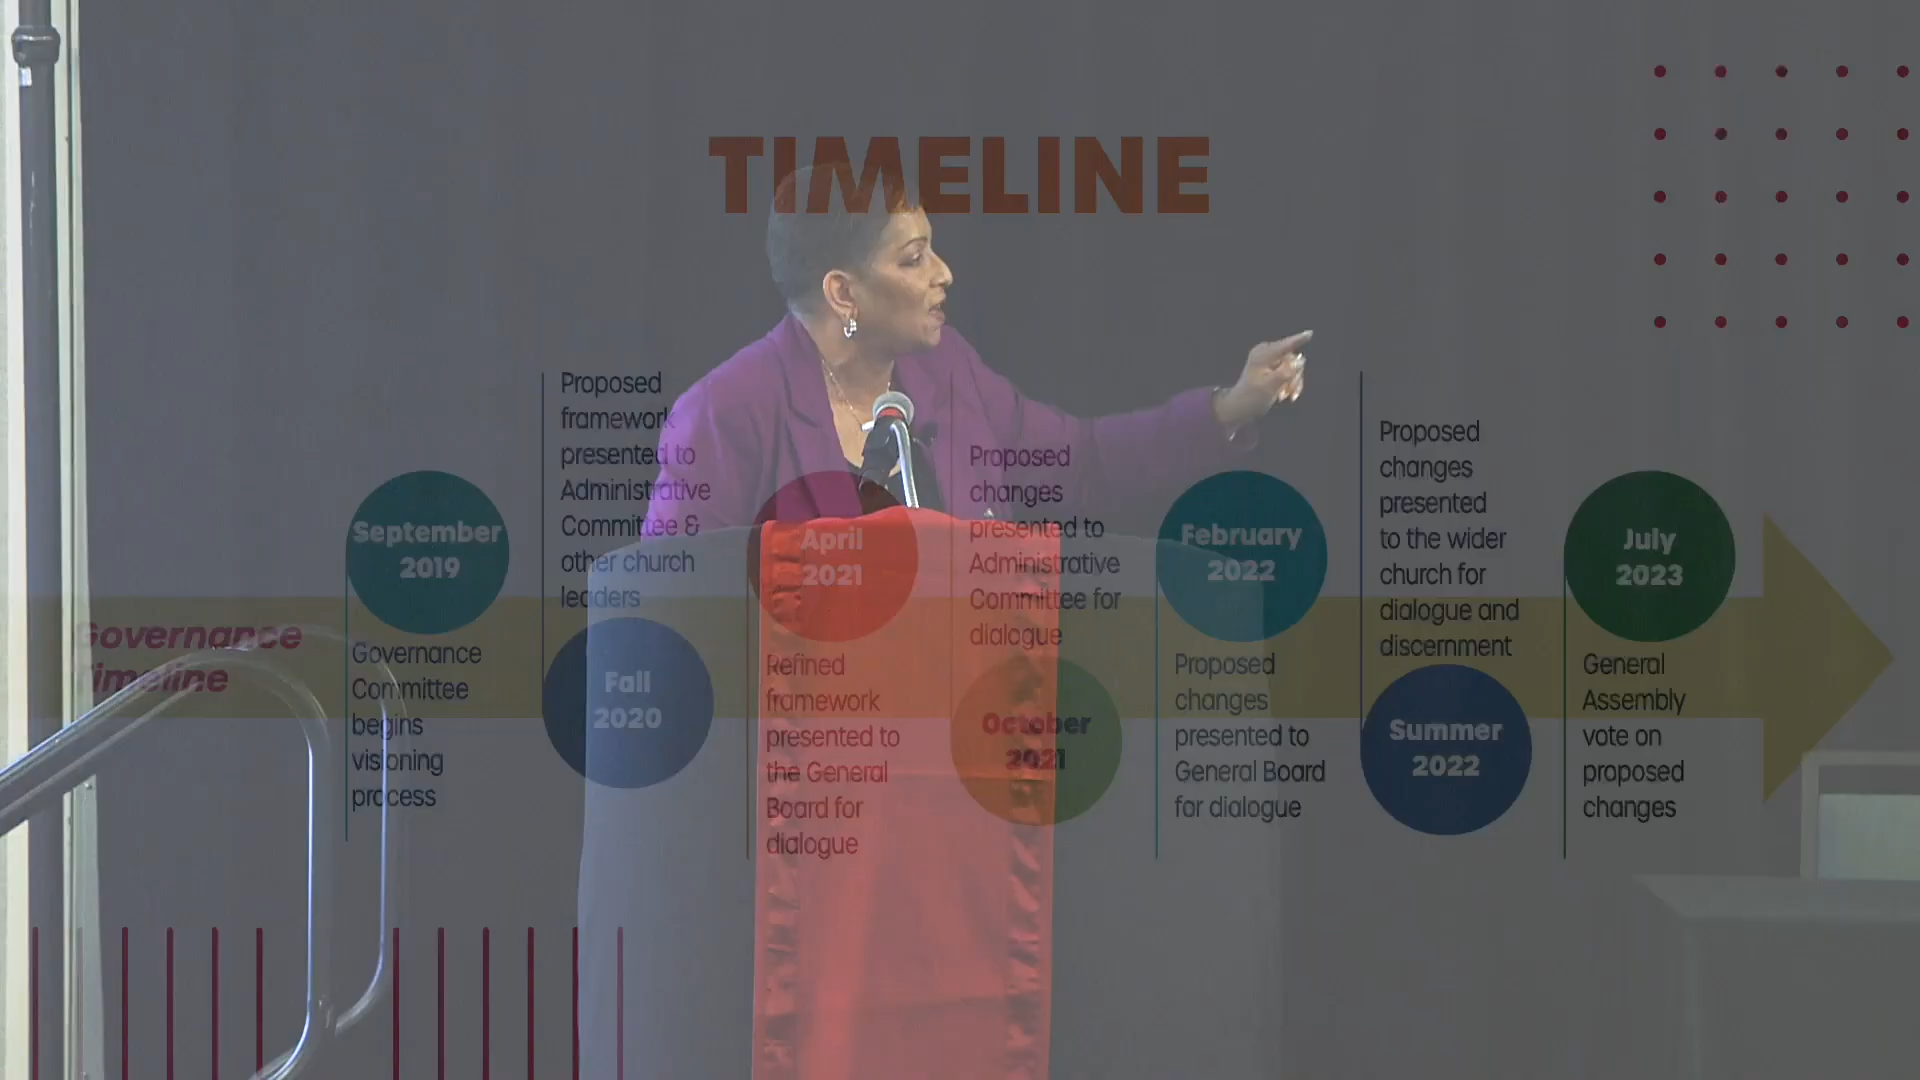 TIMELINE
Governance
Timeline
September
2019
Governance
Committee
begins
visioning
process
Proposed
framework
presented to
Administrative
Committee &
other church
leaders
Fall
2020
April
2021
Refined
framework
presented to
the General
Board for
dialogue
Proposed
changes
presented to
Administrative
Committee for
dialogue
October
2021
February
2022
Proposed
changes
presented to
General Board
for dialogue
Proposed
changes
presented
to the wider
church for
dialogue and
discernment
Summer
2022
July
2023
General
Assembly
vote on
proposed
changes